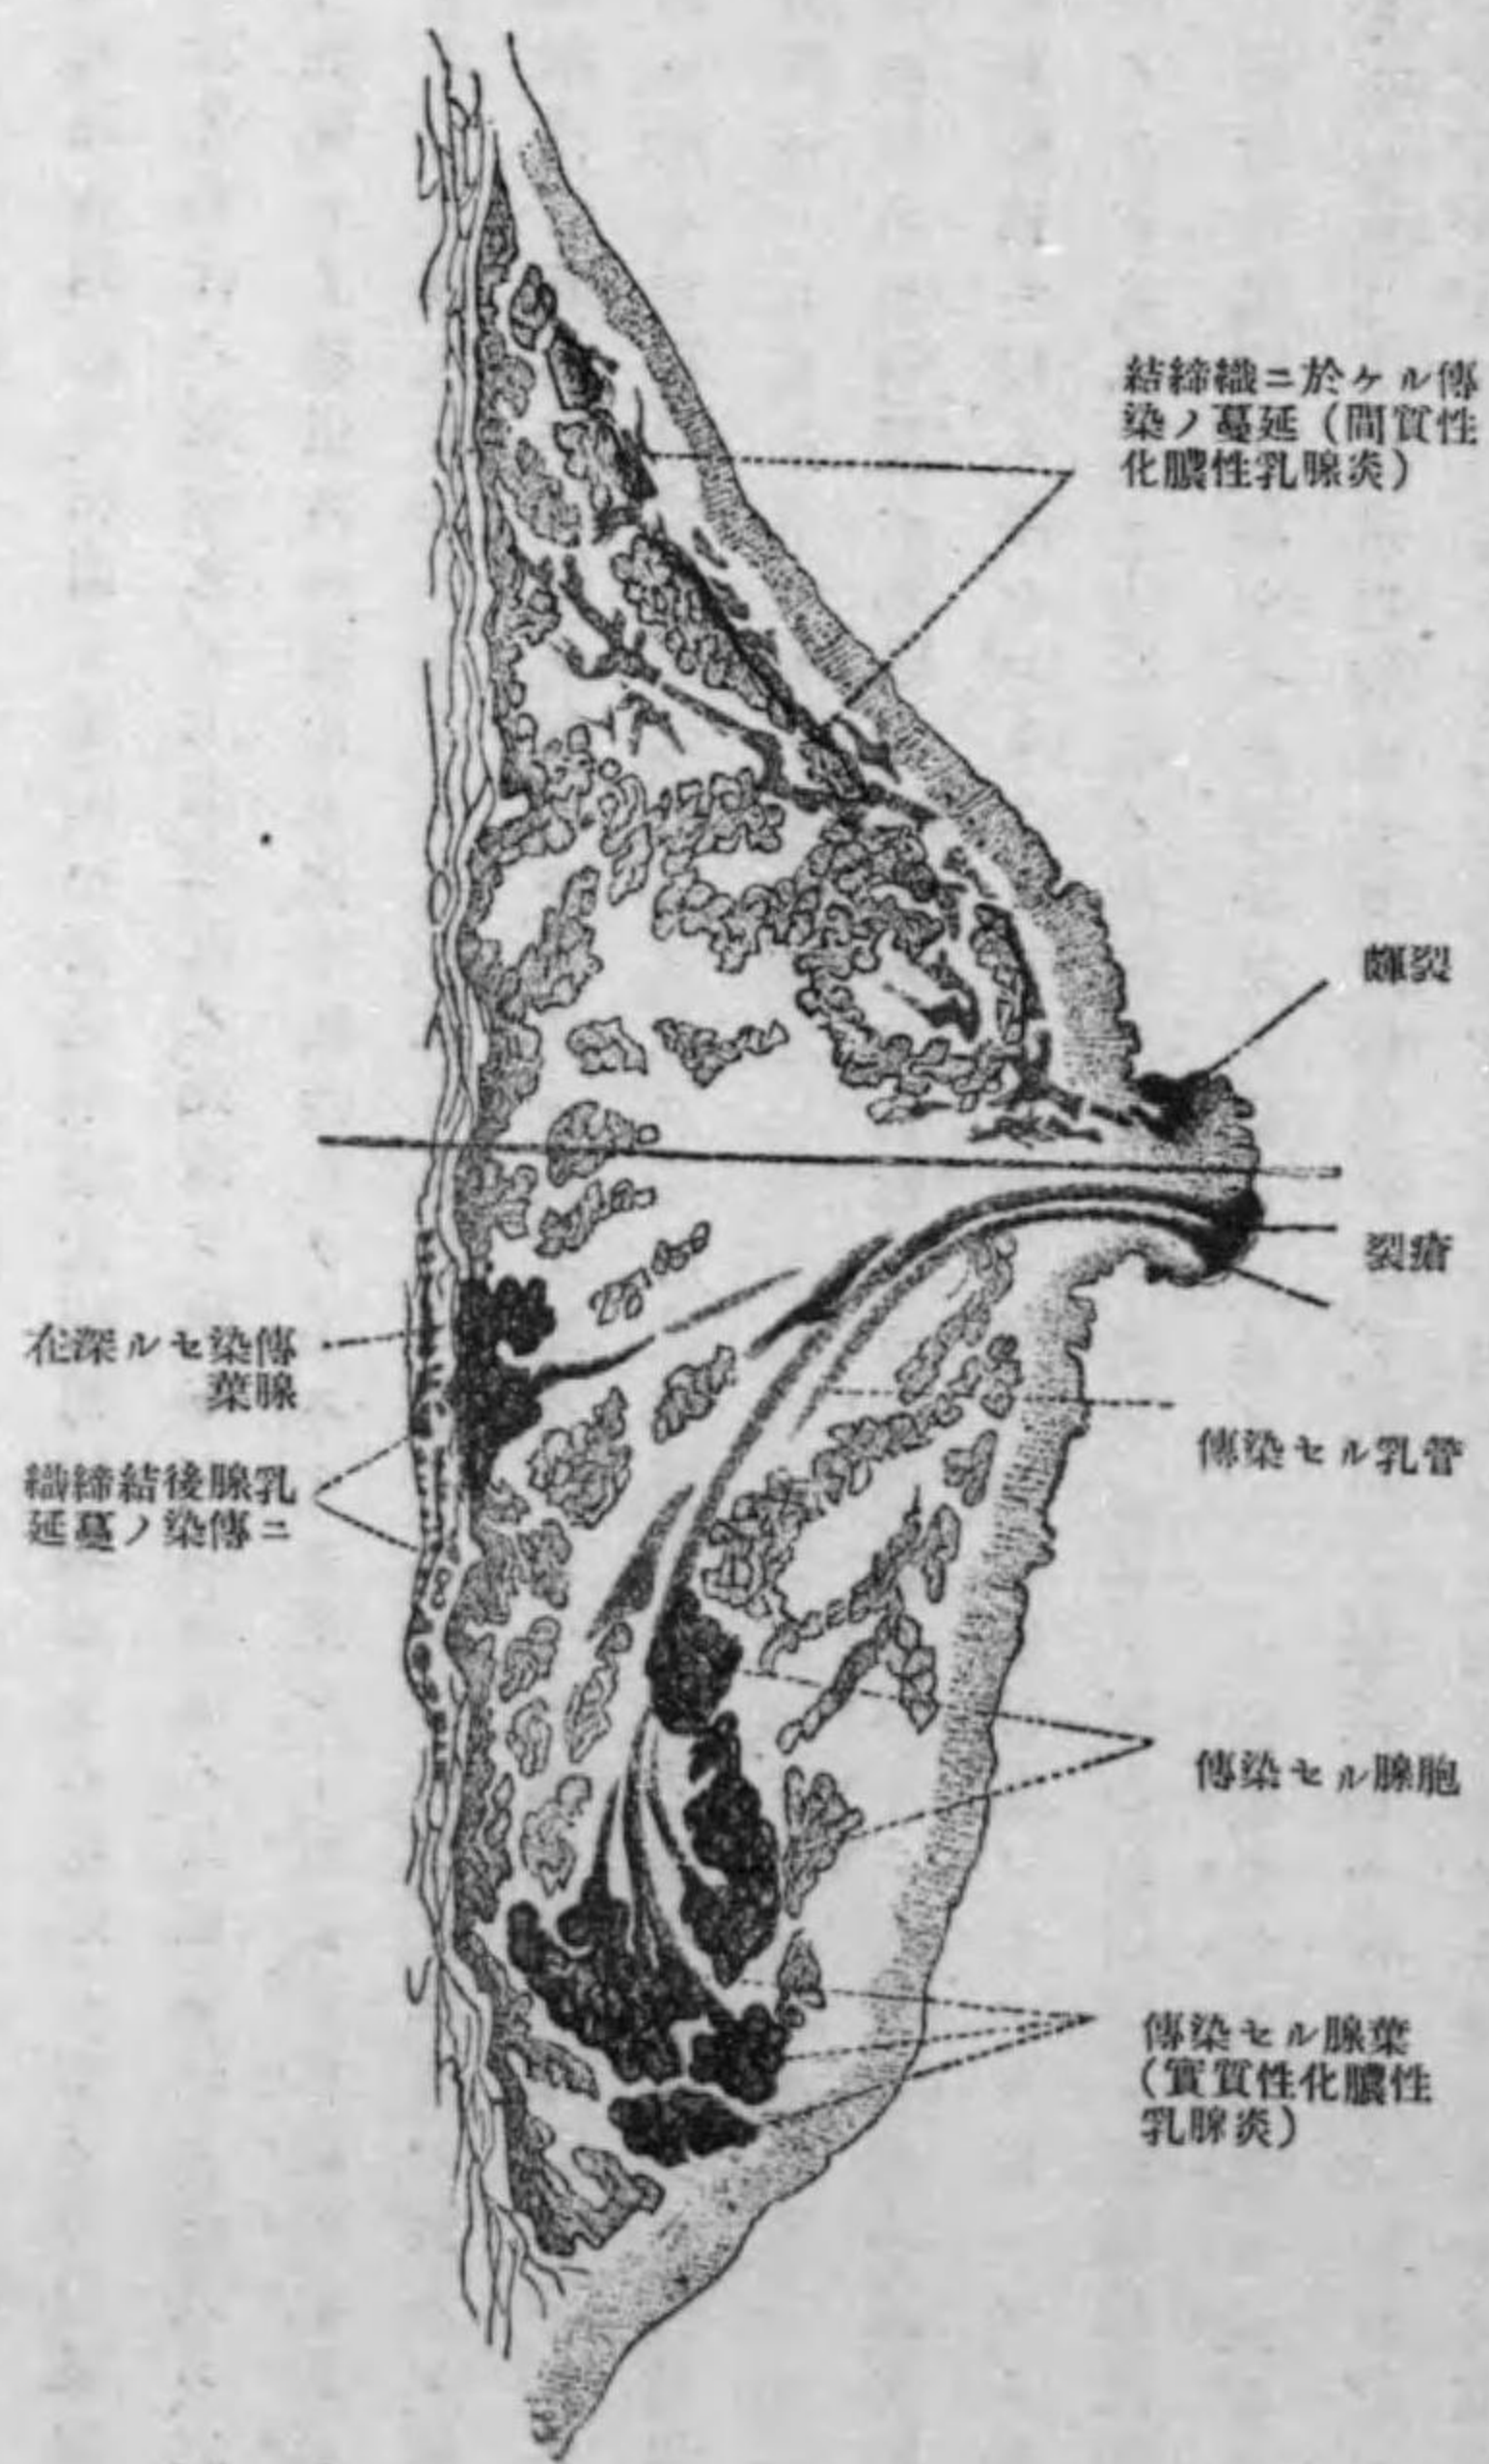 結締織ニ於ケル傳
染ノ蔓延(間質性
化膿性乳腺炎)
皹裂
裂瘡
傳染セル深在
腺葉
乳腺後結締織
ニ傳染ノ蔓延
傳染セル乳管
傳染セル腺胞
傳染セル腺葉
(實質性化膿性
乳腺炎)